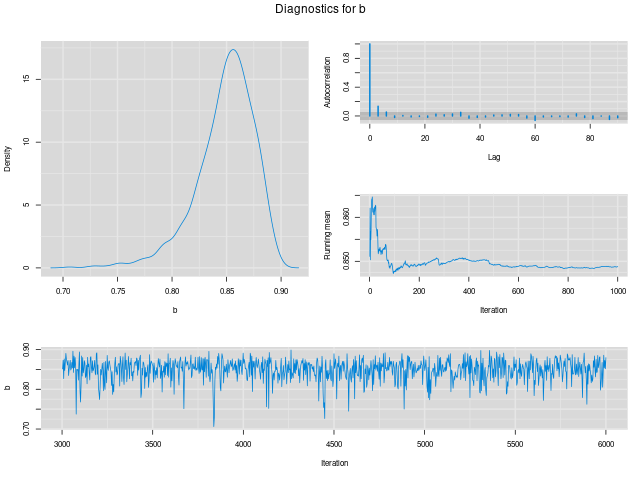 Diagnostics for b
Density
0 5 10 15
0.70 0.75 0.80 0.85 0.90
b
Autocorrelation
0.0 0.4 0.8
0 20 40 60 80
Lag
Running mean
0.850 0.860
0 200 400 600 800 1000
Iteration
b
0.70 0.80 0.90
3000 3500 4000 4500 5000 5500 6000
Iteration